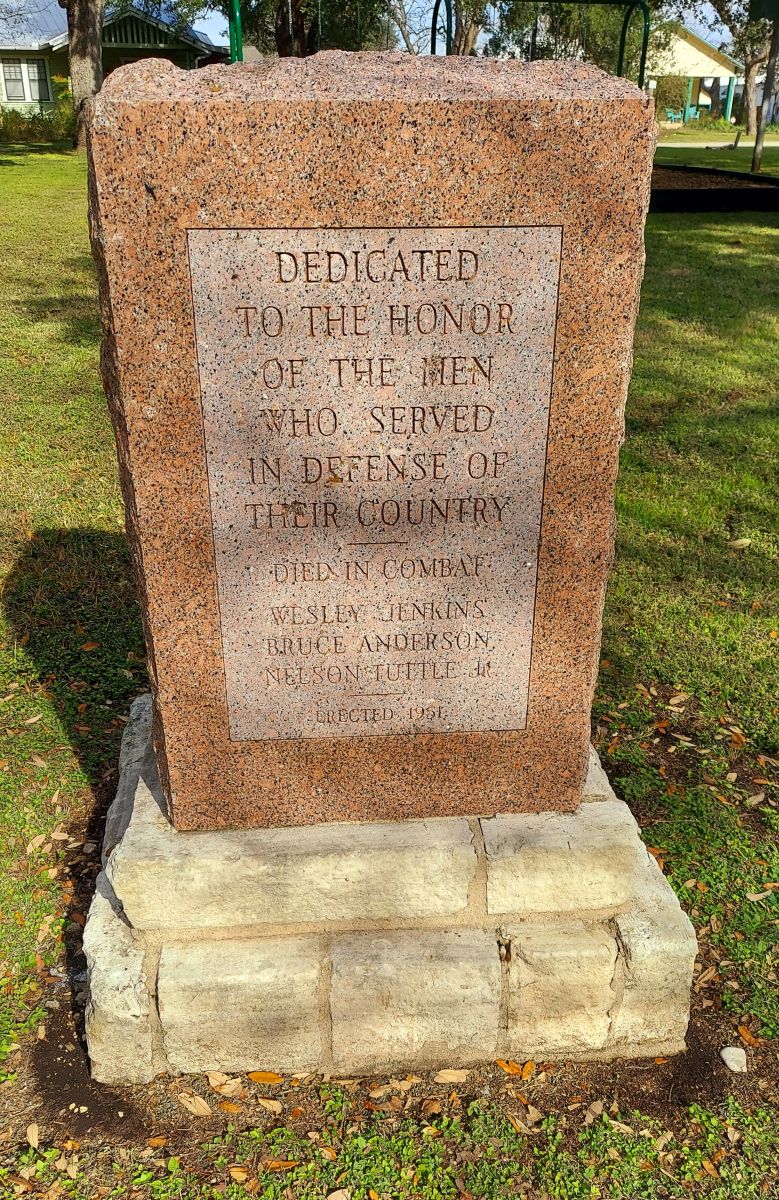 DEDICATED
TO THE HONOR
OF THE MEN
WHO SERVED
IN DEFENSE OF
THEIR COUNTRY
DIED IN COMBAT
WESLEY JENKINS
BRUCE ANDERSON
NELSON TUTTLE JR
ERECTED 1951